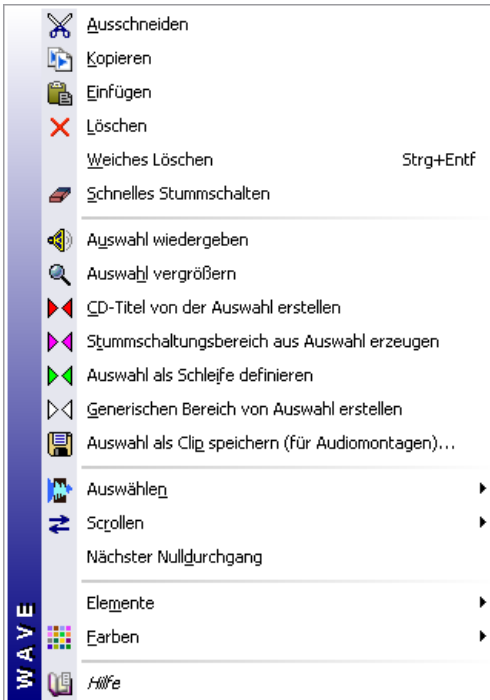 Ausschneiden
Kopieren
Einfügen
Löschen
Weiches Löschen Strg+Entf
Schnelles Stummschalten
Auswahl wiedergeben
Auswahl vergrößern
CD-Titel von der Auswahl erstellen
Stummschaltungsbereich aus Auswahl erzeugen
Auswahl als Schleife definieren
Generischen Bereich von Auswahl erstellen
Auswahl als Clip speichern (für Audiomontagen)...
Auswählen
Scrollen
Nächster Nulldurchgang
Elemente
Farben
Hilfe
WAVE